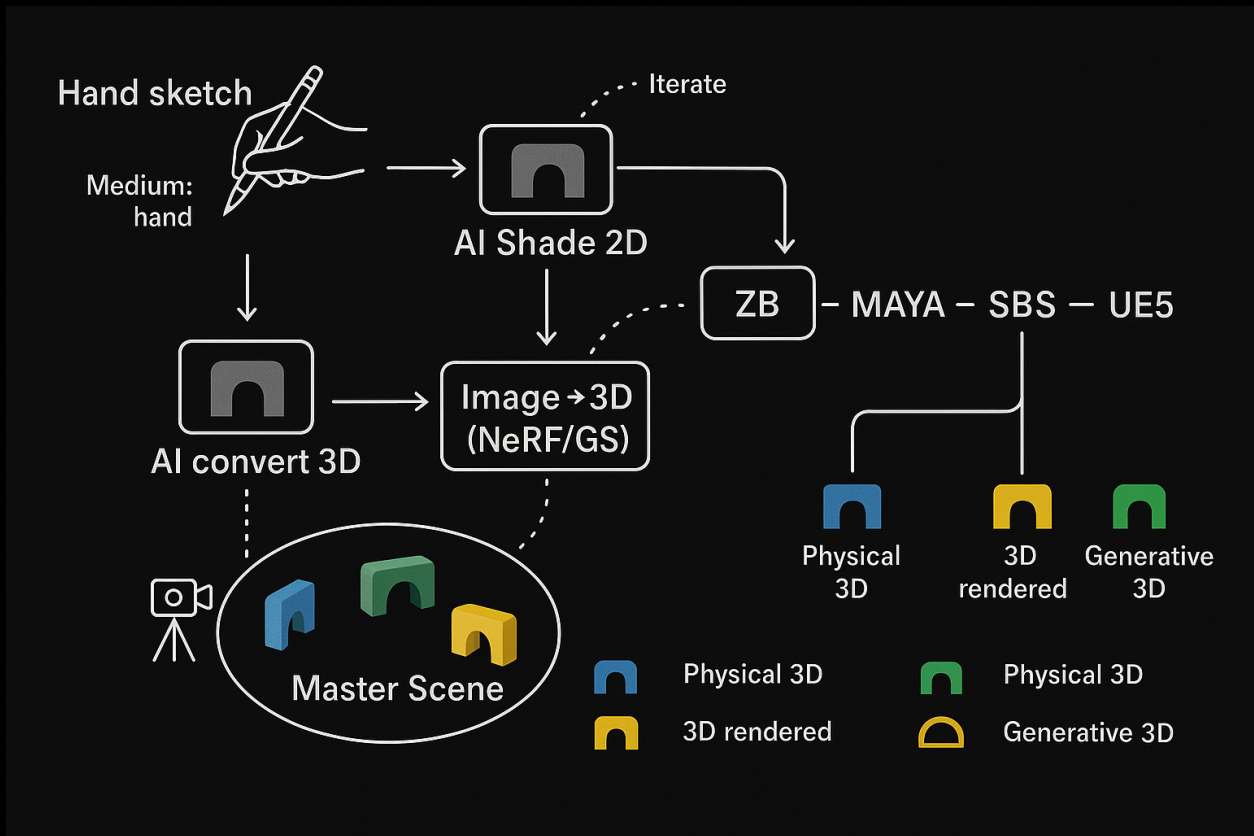 Hand sketch
Iterate
Medium:
hand
AI Shade 2D
ZB – MAYA – SBS – UE5
AI convert 3D
Image→3D
(NeRF/GS)
Physical
3D
3D
rendered
Generative
3D
Master Scene
Physical 3D
Physical 3D
3D rendered
Generative 3D